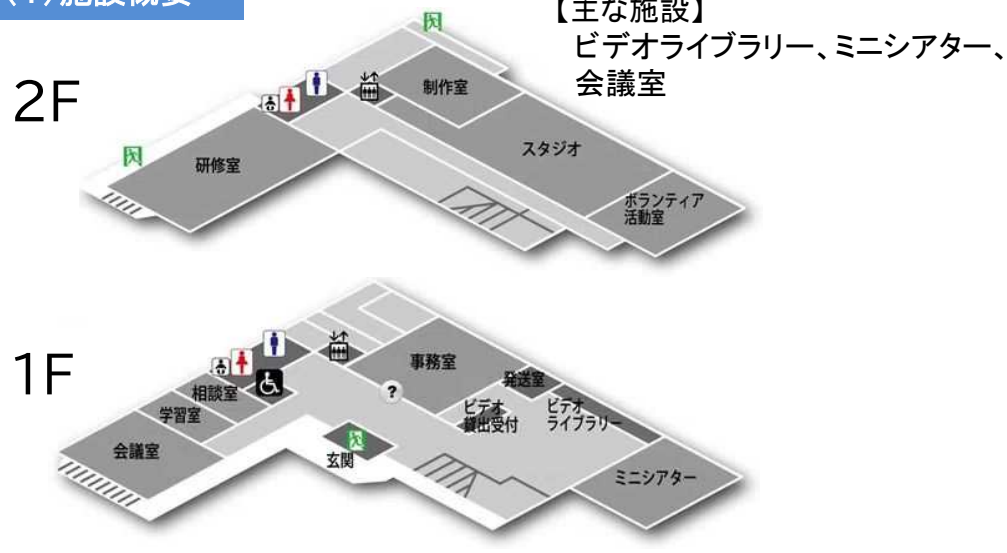 (1)施設概要
【主な施設】
ビデオライブラリー、ミニシアター、
会議室
2F
制作室
スタジオ
研修室
ボランティア
活動室
1F
事務室
?
発送室
ビデオ
貸出受付
ビデオ
ライブラリー
相談室
学習室
会議室
玄関
ミニシアター